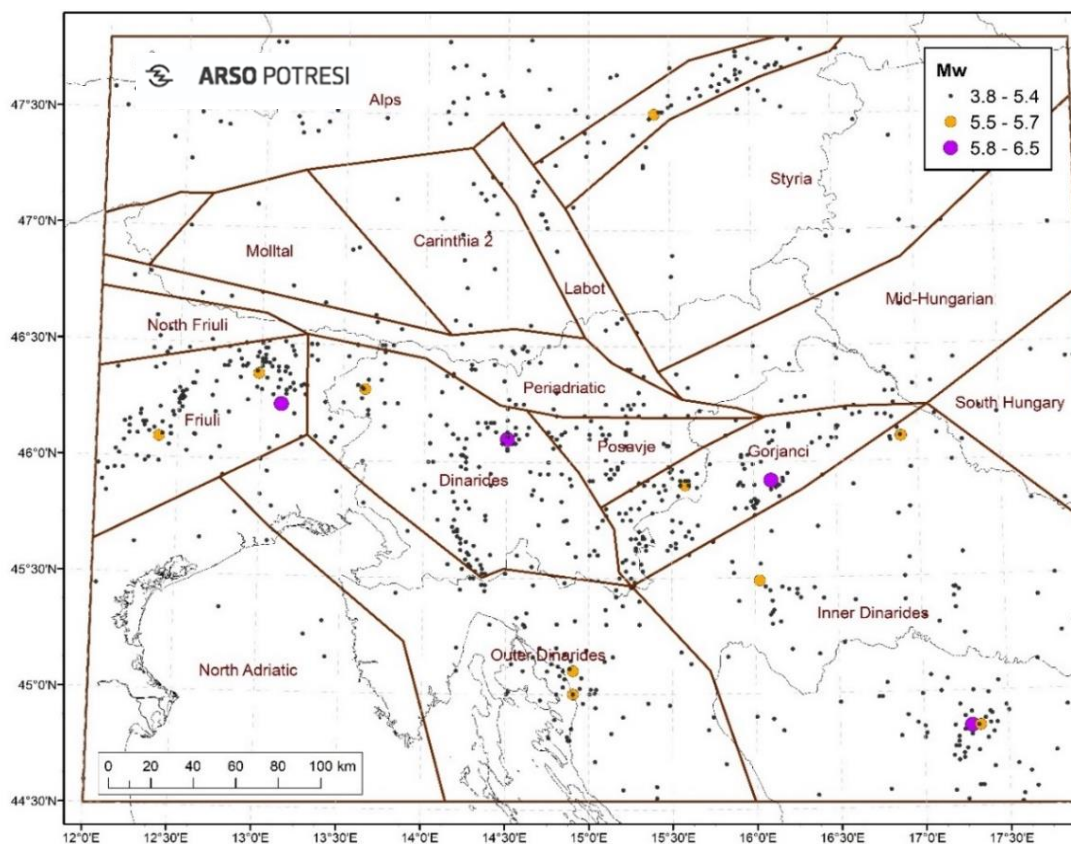 ARSO POTRESI
Mw
3.8 - 5.4
5.5 - 5.7
5.8 - 6.5
Alps
Styria
Molltal
Carinthia 2
Labot
Mid-Hungarian
North Friuli
Periadriatic
South Hungary
Friuli
Posavje
Gorjanci
Dinarides
Inner Dinarides
Outer Dinarides
North Adriatic
0 20 40 60 80 100 km
47°30'N
47°0'N
46°30'N
46°0'N
45°30'N
45°0'N
44°30'N
12°0'E 12°30'E 13°0'E 13°30'E 14°0'E 14°30'E 15°0'E 15°30'E 16°0'E 16°30'E 17°0'E 17°30'E